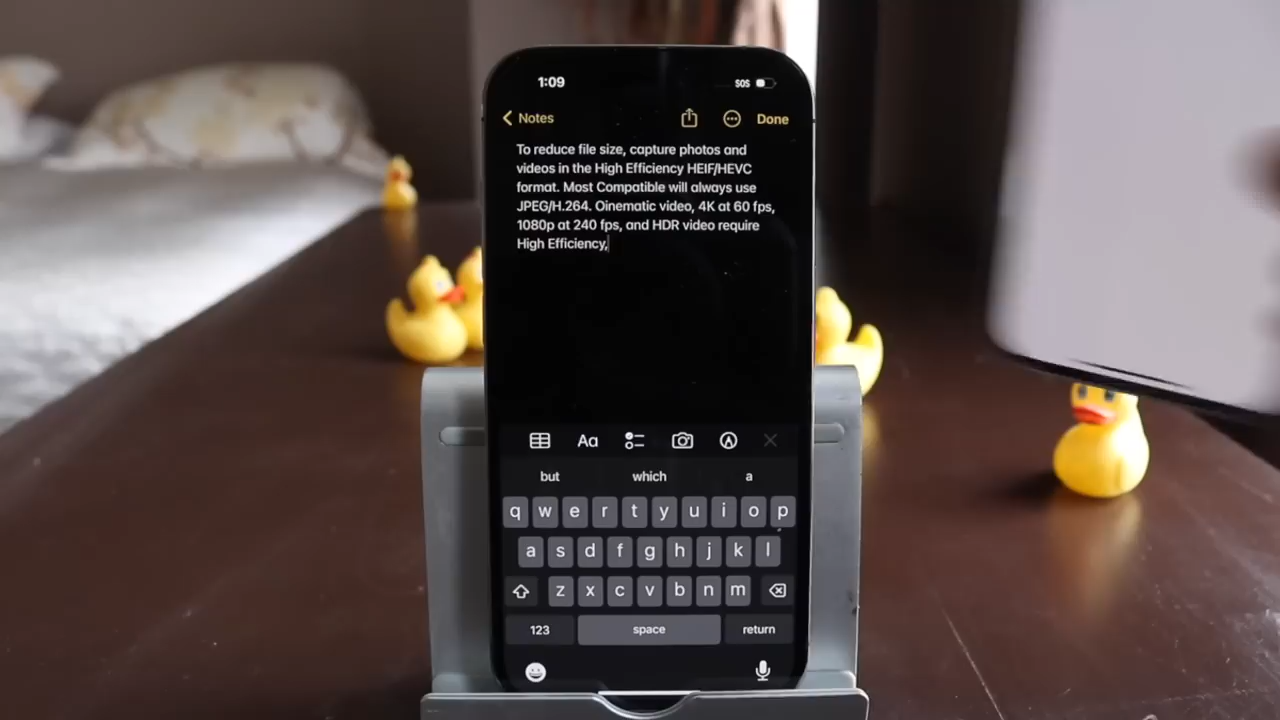 1:09 SOS
Notes Done
To reduce file size, capture photos and
videos in the High Efficiency HEIF/HEVC
format. Most Compatible will always use
JPEG/H.264. Oinematic video, 4K at 60 fps,
1080p at 240 fps, and HDR video require
High Efficiency,
Aa
but which a
q w e r t y u i o p
a s d f g h j k l
z x c v b n m
123 space return